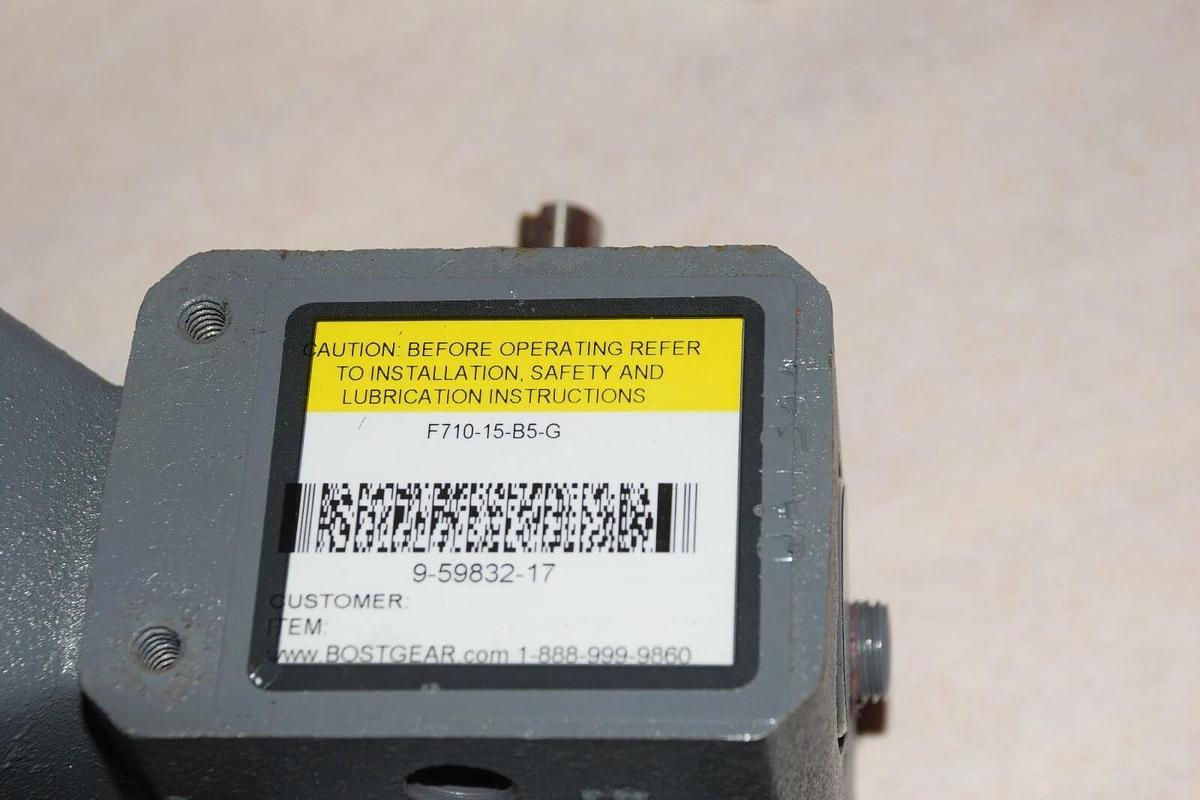 CAUTION: BEFORE OPERATING REFER
TO INSTALLATION, SAFETY AND
LUBRICATION INSTRUCTIONS.
F710-15-B5-G
9-59832-17
CUSTOMER:
ITEM:
www.BOSTGEAR.com 1-888-999-9860